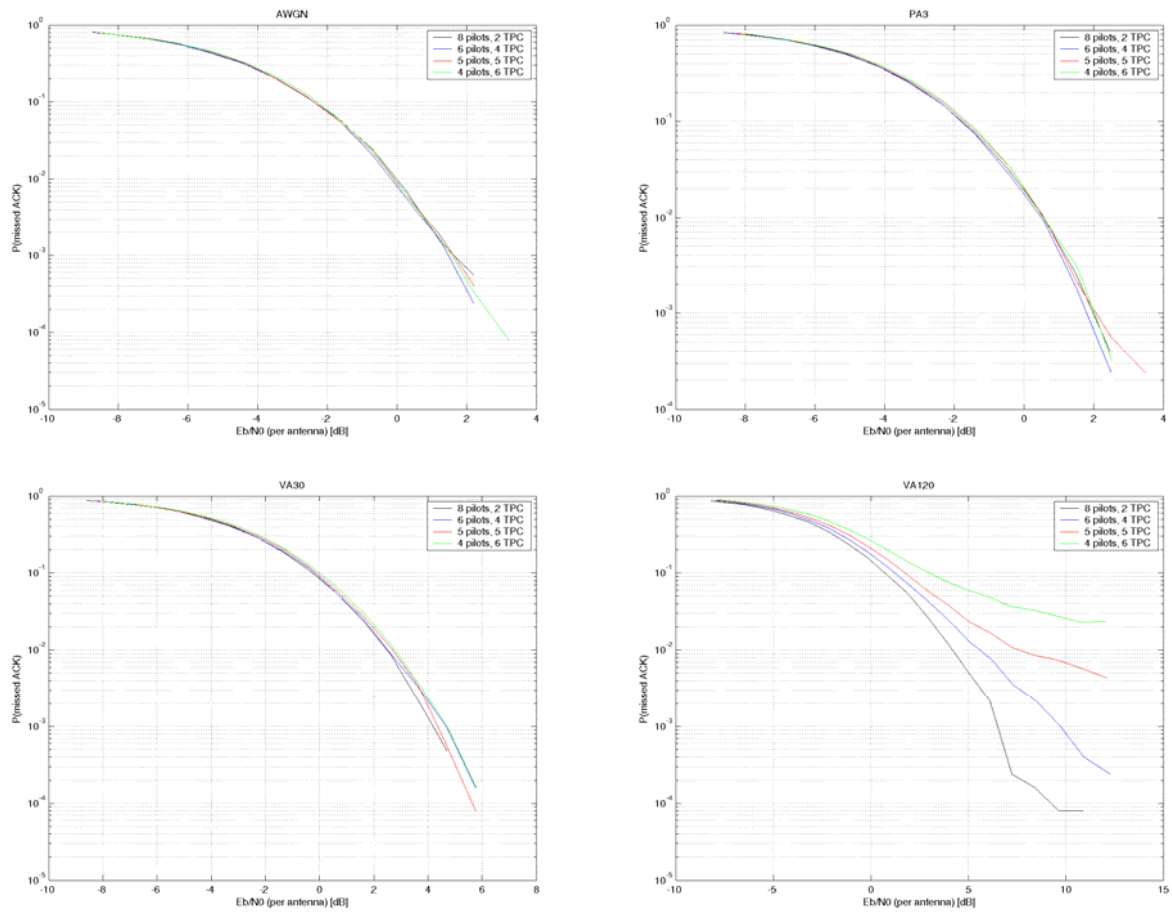 AWGN
10^0
10^-1
10^-2
10^-3
10^-4
10^-5
P(missed ACK)
8 pilots, 2 TPC
6 pilots, 4 TPC
5 pilots, 5 TPC
4 pilots, 6 TPC
-10 -8 -6 -4 -2 0 2 4
Eb/N0 (per antenna) [dB]
PA3
10^0
10^-1
10^-2
10^-3
10^-4
P(missed ACK)
8 pilots, 2 TPC
6 pilots, 4 TPC
5 pilots, 5 TPC
4 pilots, 6 TPC
-10 -8 -6 -4 -2 0 2 4
Eb/N0 (per antenna) [dB]
VA30
10^0
10^-1
10^-2
10^-3
10^-4
10^-5
P(missed ACK)
8 pilots, 2 TPC
6 pilots, 4 TPC
5 pilots, 5 TPC
4 pilots, 6 TPC
-10 -8 -6 -4 -2 0 2 4 6 8
Eb/N0 (per antenna) [dB]
VA120
10^0
10^-1
10^-2
10^-3
10^-4
10^-5
P(missed ACK)
8 pilots, 2 TPC
6 pilots, 4 TPC
5 pilots, 5 TPC
4 pilots, 6 TPC
-10 -5 0 5 10 15
Eb/N0 (per antenna) [dB]